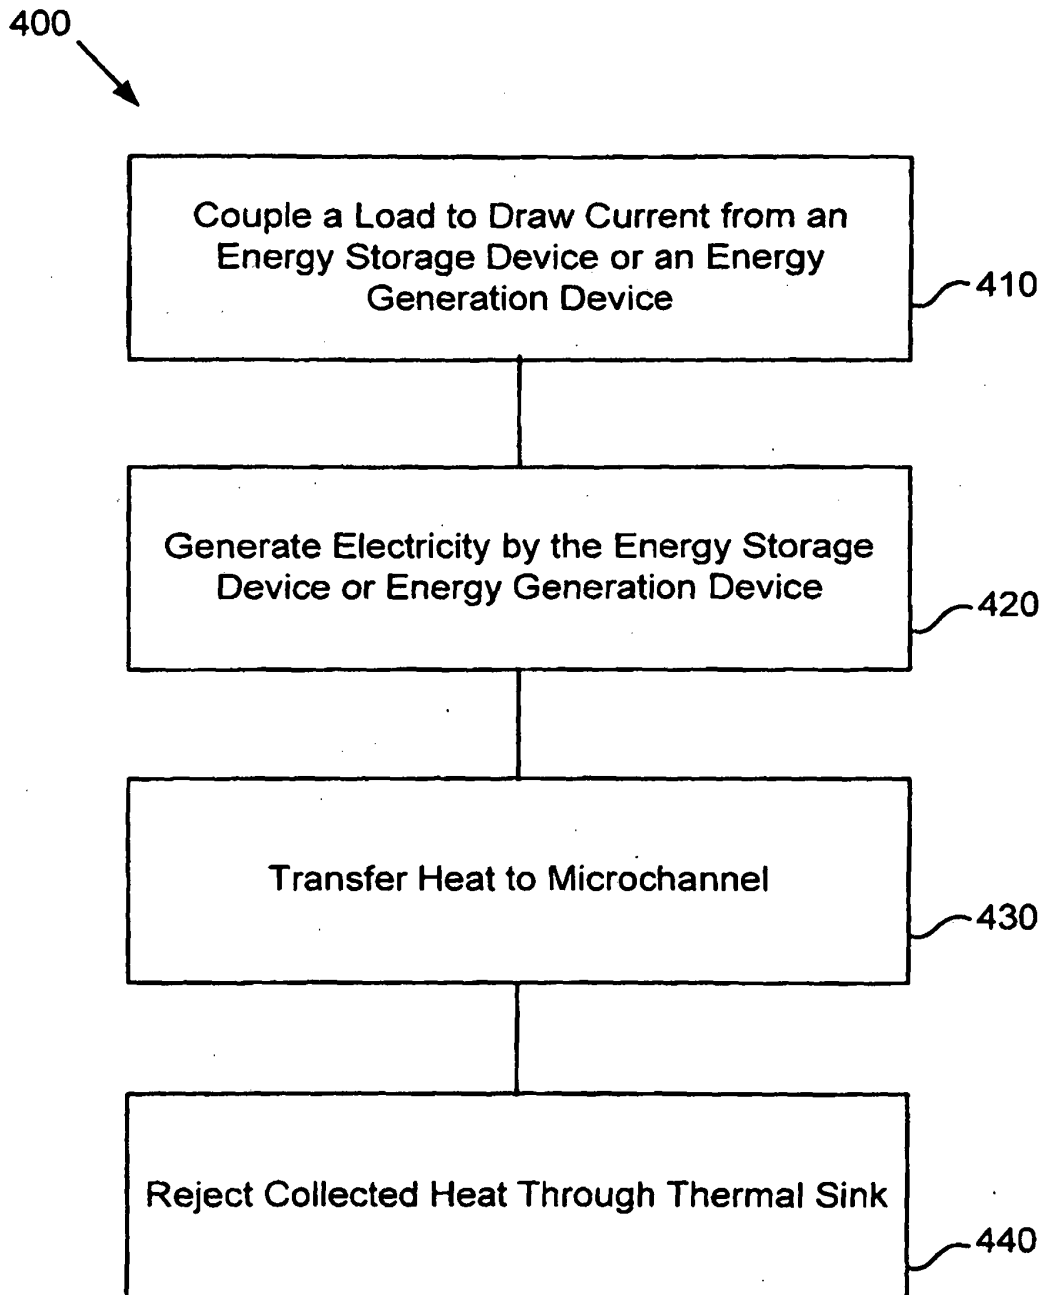 400
Couple a Load to Draw Current from an
Energy Storage Device or an Energy
Generation Device
410
Generate Electricity by the Energy Storage
Device or Energy Generation Device
420
Transfer Heat to Microchannel
430
Reject Collected Heat Through Thermal Sink
440